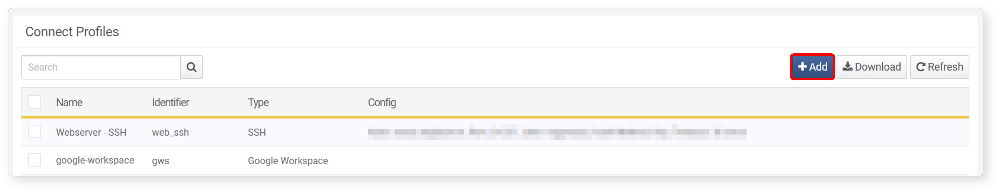 Connect Profiles
Search
Add Download Refresh
Name Identifier Type Config
Webserver - SSH web_ssh SSH
google-workspace gws Google Workspace